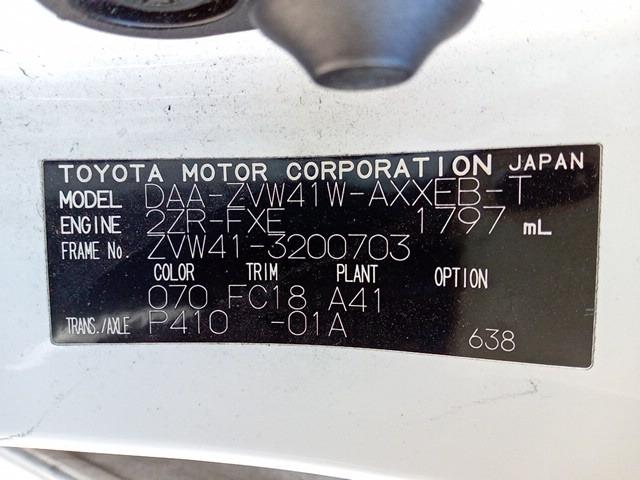 TOYOTA MOTOR CORPORATION JAPAN
MODEL DAA-ZVW41W-AXXEB-T
ENGINE 2ZR-FXE 1797 mL
FRAME No. ZVW41-3200703
COLOR TRIM PLANT OPTION
070 FC18 A41
TRANS./AXLE P410 -01A
638